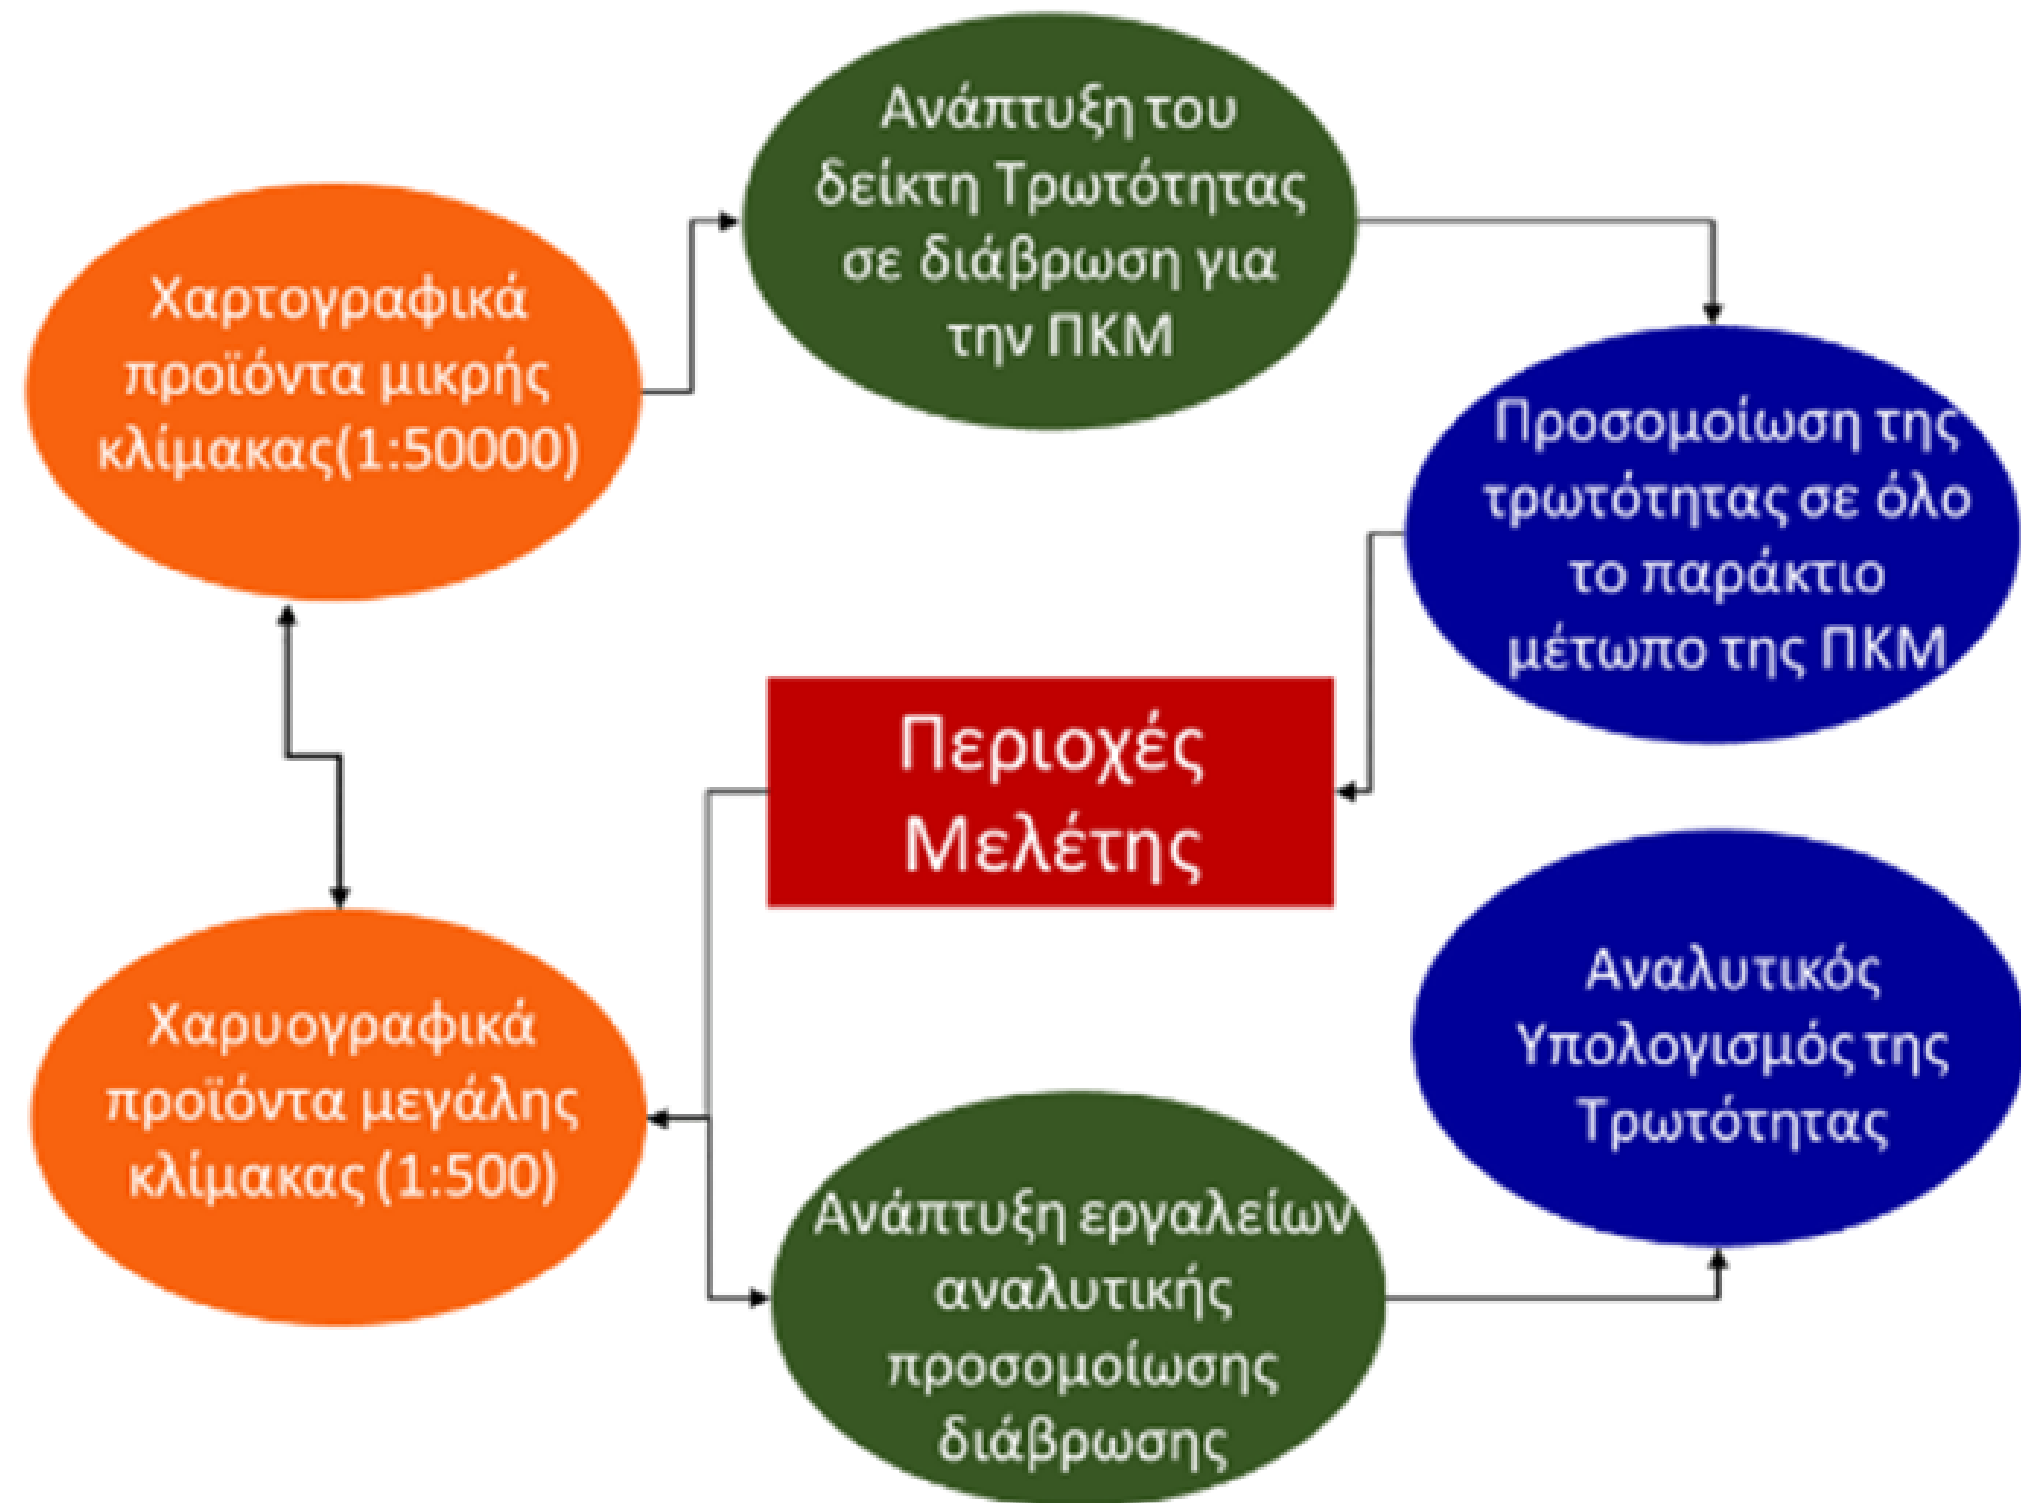 Ανάπτυξη του
δείκτη Τρωτότητας
σε διάβρωση για
την ΠΚΜ
Χαρτογραφικά
προϊόντα μικρής
κλίμακας(1:50000)
Προσομοίωση της
τρωτότητας σε όλο
το παράκτιο
μέτωπο της ΠΚΜ
Περιοχές
Μελέτης
Χαρυογραφικά
προϊόντα μεγάλης
κλίμακας (1:500)
Αναλυτικός
Υπολογισμός της
Τρωτότητας
Ανάπτυξη εργαλείων
αναλυτικής
προσομοίωσης
διάβρωσης